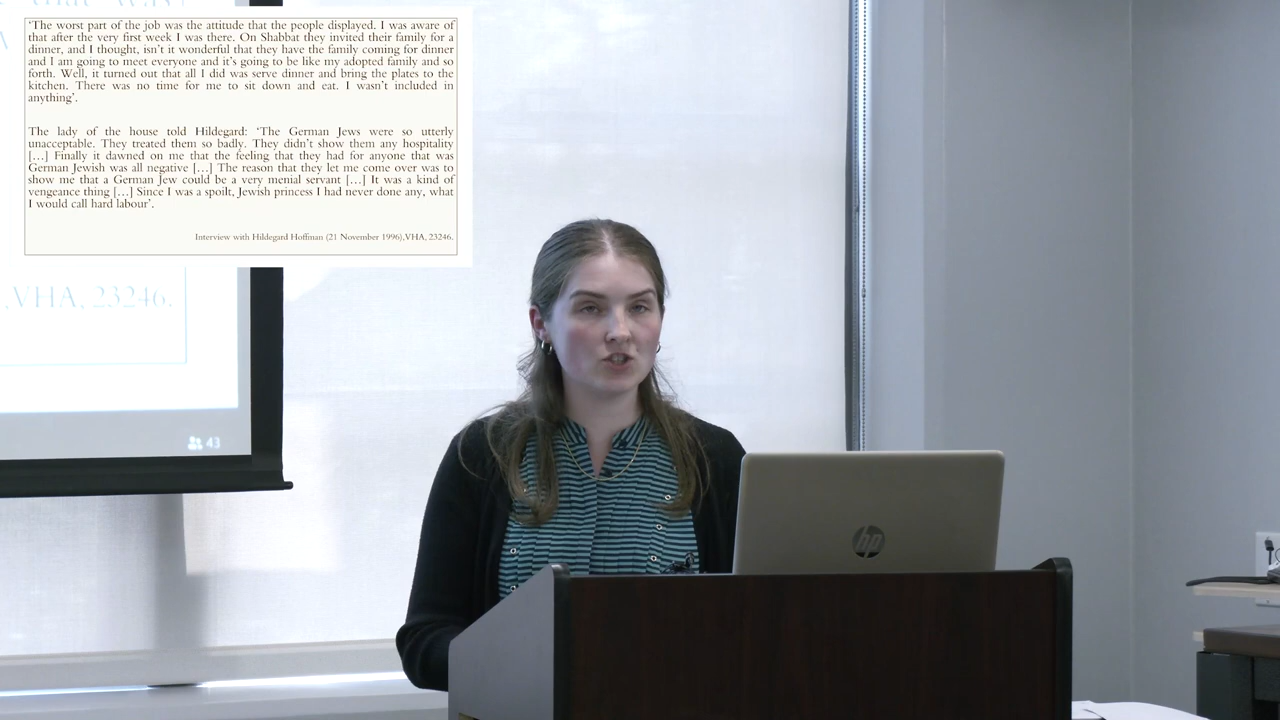 'The worst part of the job was the attitude that the people displayed. I was aware of
that after the very first week I was there. On Shabbat they invited their family for a
dinner, and I thought, isn't it wonderful that they have the family coming for dinner
and I am going to meet everyone and it's going to be like my adopted family and so
forth. Well, it turned out that all I did was serve dinner and bring the plates to the
kitchen. There was no time for me to sit down and eat. I wasn't included in
anything'.
The lady of the house told Hildegard: 'The German Jews were so utterly
unacceptable. They treated them so badly. They didn't show them any hospitality
[...] Finally it dawned on me that the feeling that they had for anyone that was
German Jewish was all negative [...] The reason that they let me come over was to
show me that a German Jew could be a very menial servant [...] It was a kind of
vengeance thing [...] Since I was a spoilt, Jewish princess I had never done any, what
I would call hard labour'.
Interview with Hildegard Hoffman (21 November 1996),VHA, 23246.
,VHA, 23246.
43
hp